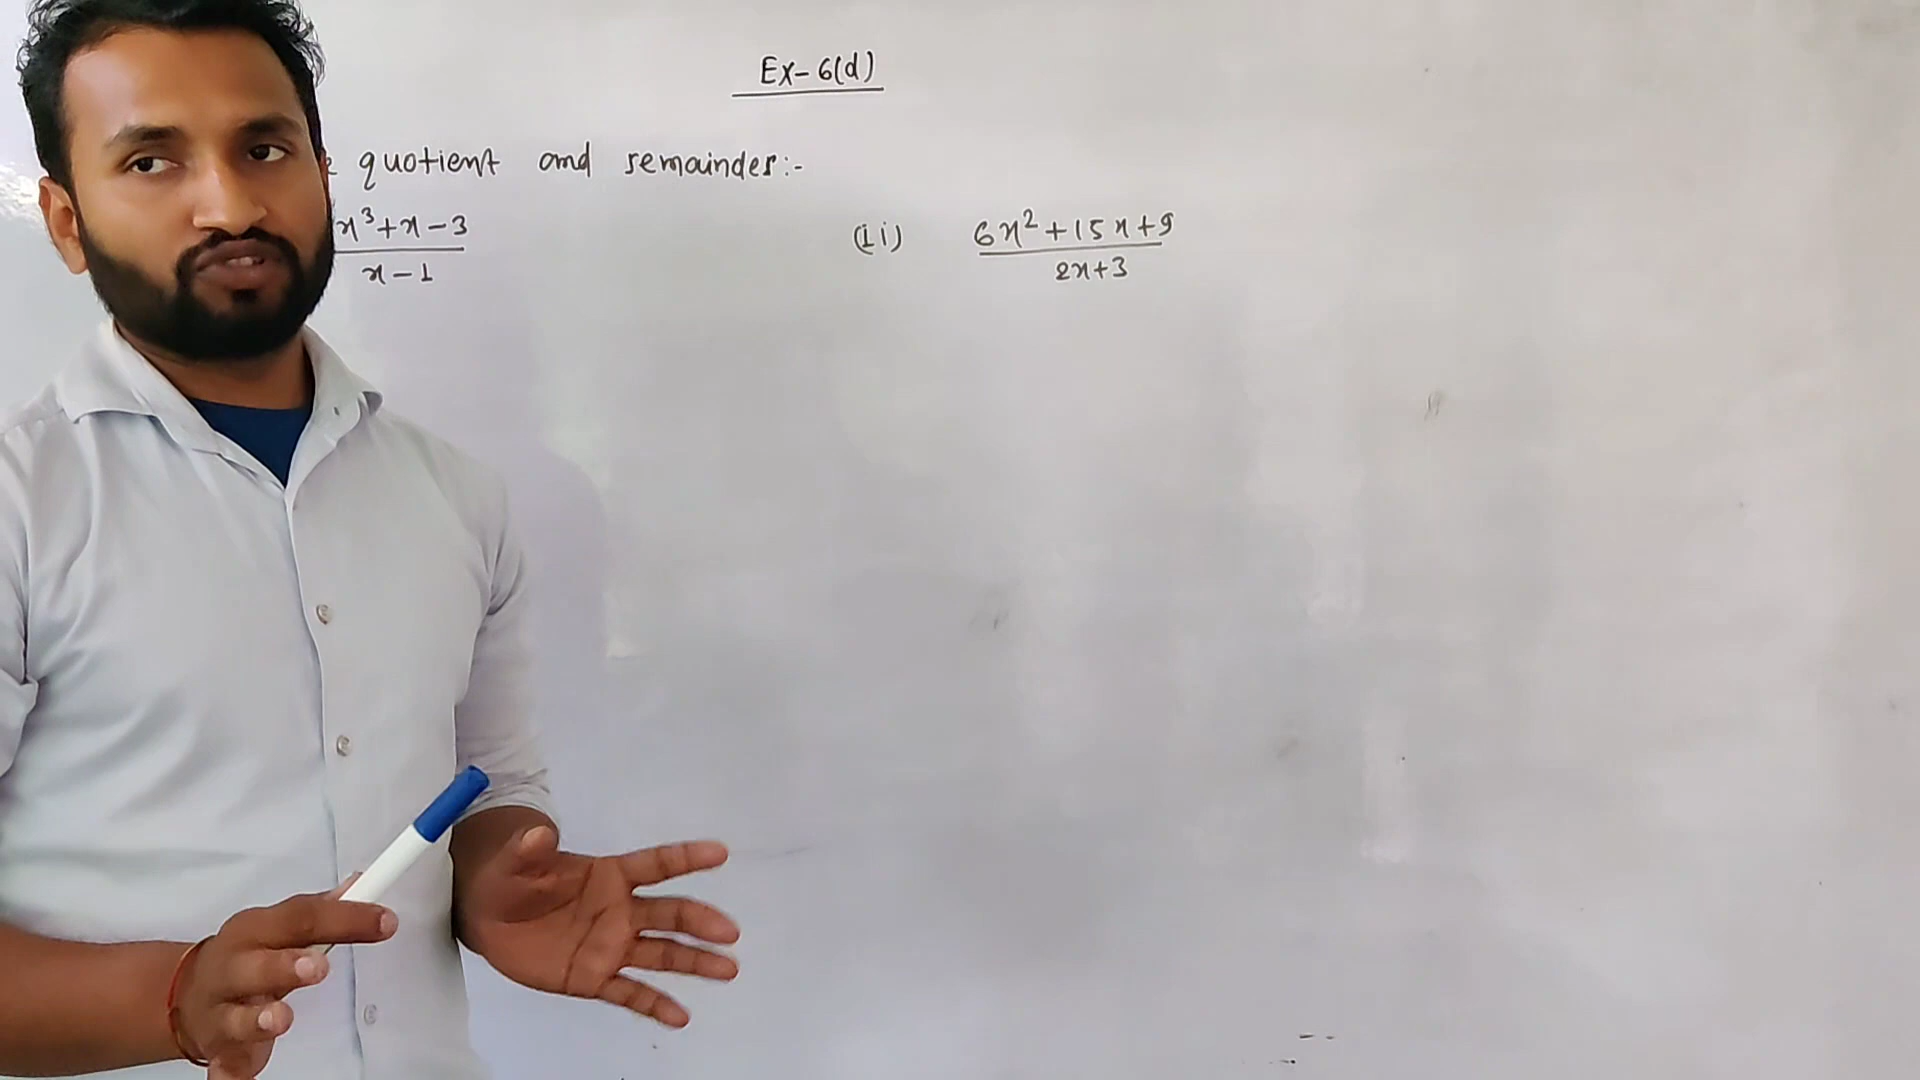 Ex-6(d)
quotient and remainder:-
x³+x-3
x-1
(ii) 6x²+15x+9
2x+3